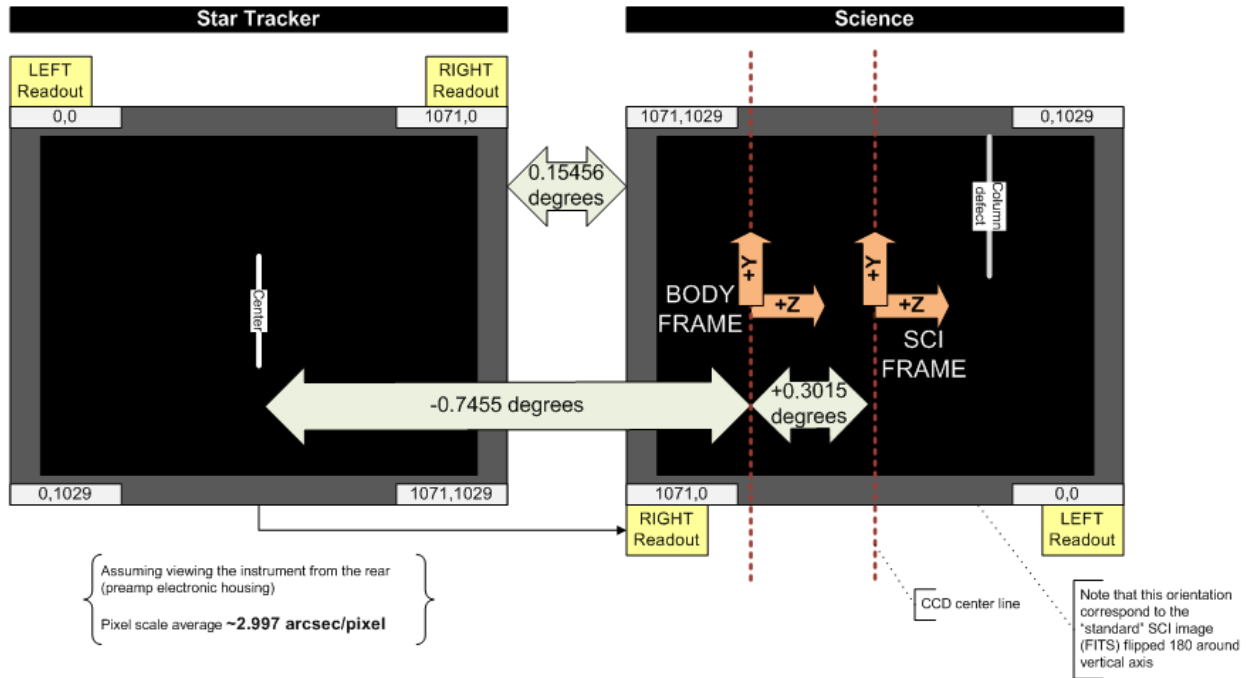 Star Tracker
Science
LEFT
Readout
RIGHT
Readout
0,0
1071,0
1071,1029
0,1029
0.15456
degrees
Column
defect
+Y
+Y
BODY
FRAME
+Z
+Z
SCI
FRAME
Center
-0.7455 degrees
+0.3015
degrees
0,1029
1071,1029
1071,0
0,0
RIGHT
Readout
LEFT
Readout
Assuming viewing the instrument from the rear
(preamp electronic housing)
Pixel scale average ~2.997 arcsec/pixel
CCD center line
Note that this orientation
correspond to the
"standard" SCI image
(FITS) flipped 180 around
vertical axis